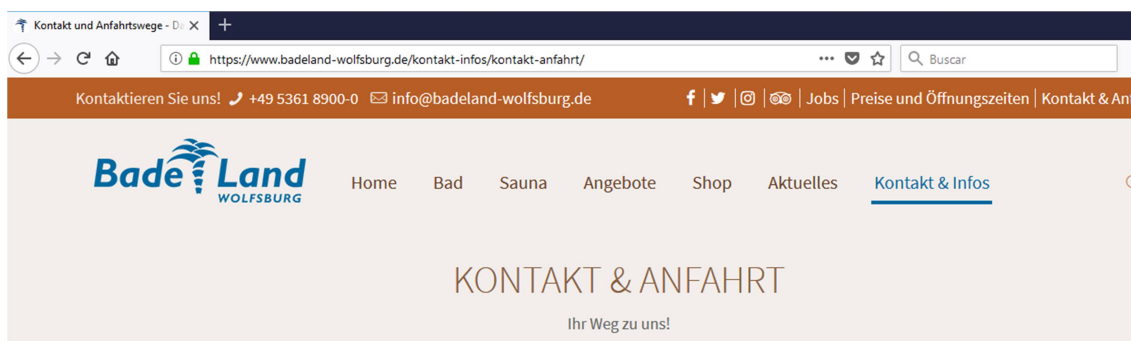 Kontakt und Anfahrtswege - Da
https://www.badeland-wolfsburg.de/kontakt-infos/kontakt-anfahrt/
Buscar
Kontaktieren Sie uns! +49 5361 8900-0 info@badeland-wolfsburg.de Jobs | Preise und Öffnungszeiten | Kontakt & An
BadeLand
WOLFSBURG
Home Bad Sauna Angebote Shop Aktuelles Kontakt & Infos
KONTAKT & ANFAHRT
Ihr Weg zu uns!